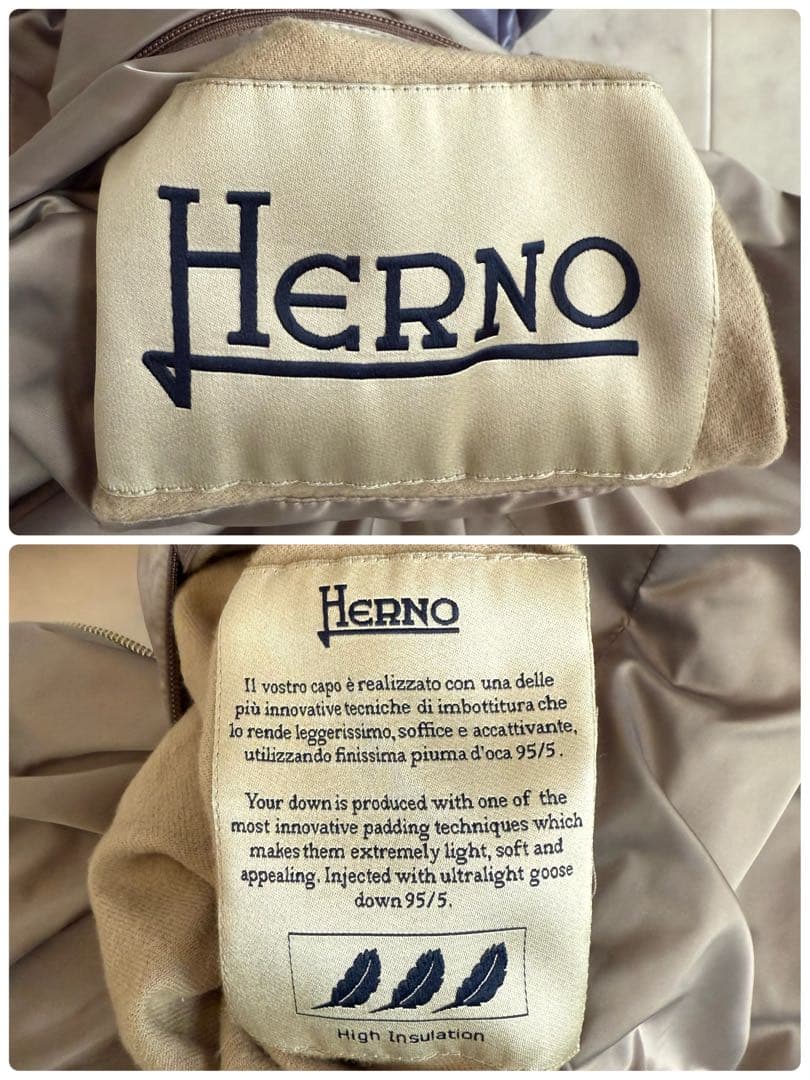 HERNO
HERNO
Il vostro capo è realizzato con una delle
più innovative tecniche di imbottitura che
lo rende leggerissimo, soffice e accattivante,
utilizzando finissima piuma d'oca 95/5.
Your down is produced with one of the
most innovative padding techniques which
makes them extremely light, soft and
appealing. Injected with ultralight goose
down 95/5.
High Insulation